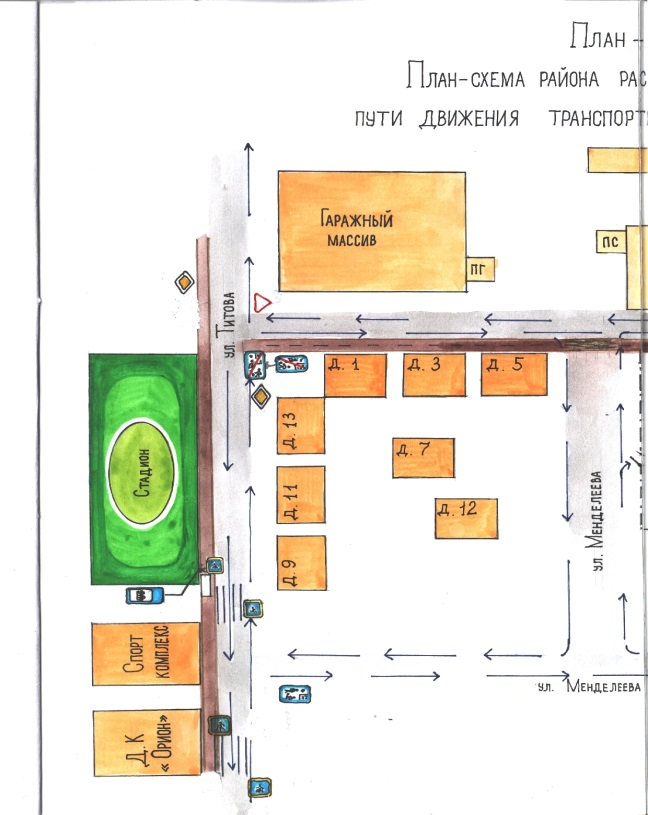 План -
План-схема района рас
пути движения транспорт
Гаражный
массив
пг
пс
ул. Титова
Д. 1
Д. 3
Д. 5
Д. 13
Д. 7
Стадион
Д. 11
Д. 12
ул. Менделеева
Д. 9
Спорт
комплекс
ул. Менделеева
Д. К
« Орион»